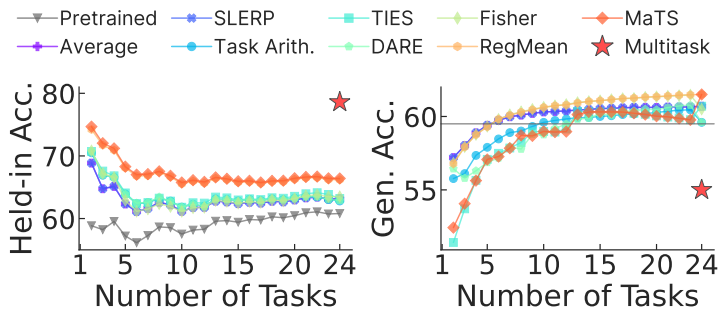 Pretrained SLERP TIES Fisher MaTS
Average Task Arith. DARE RegMean Multitask
Held-in Acc.
80
70
60
1 5 10 15 20 24
Number of Tasks
Gen. Acc.
60
55
1 5 10 15 20 24
Number of Tasks